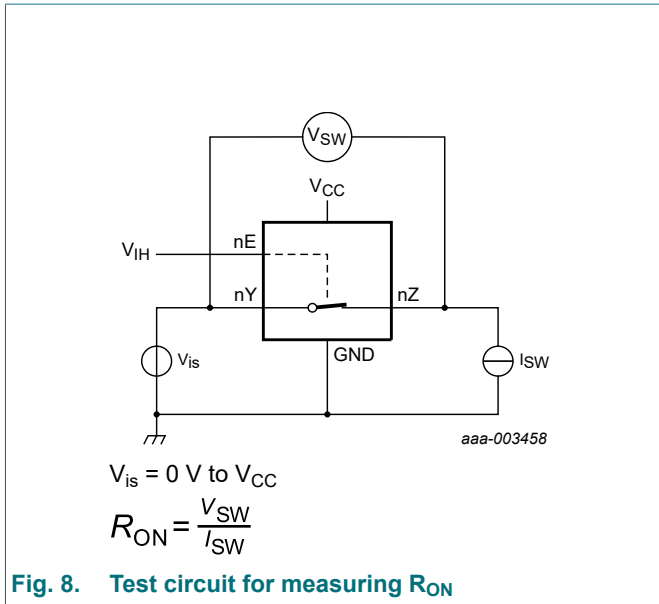 VSW
VCC
nE
VIH
nY
nZ
Vis
GND
ISW
aaa-003458
Vis = 0 V to VCC
RON = VSW / ISW
Fig. 8. Test circuit for measuring RON